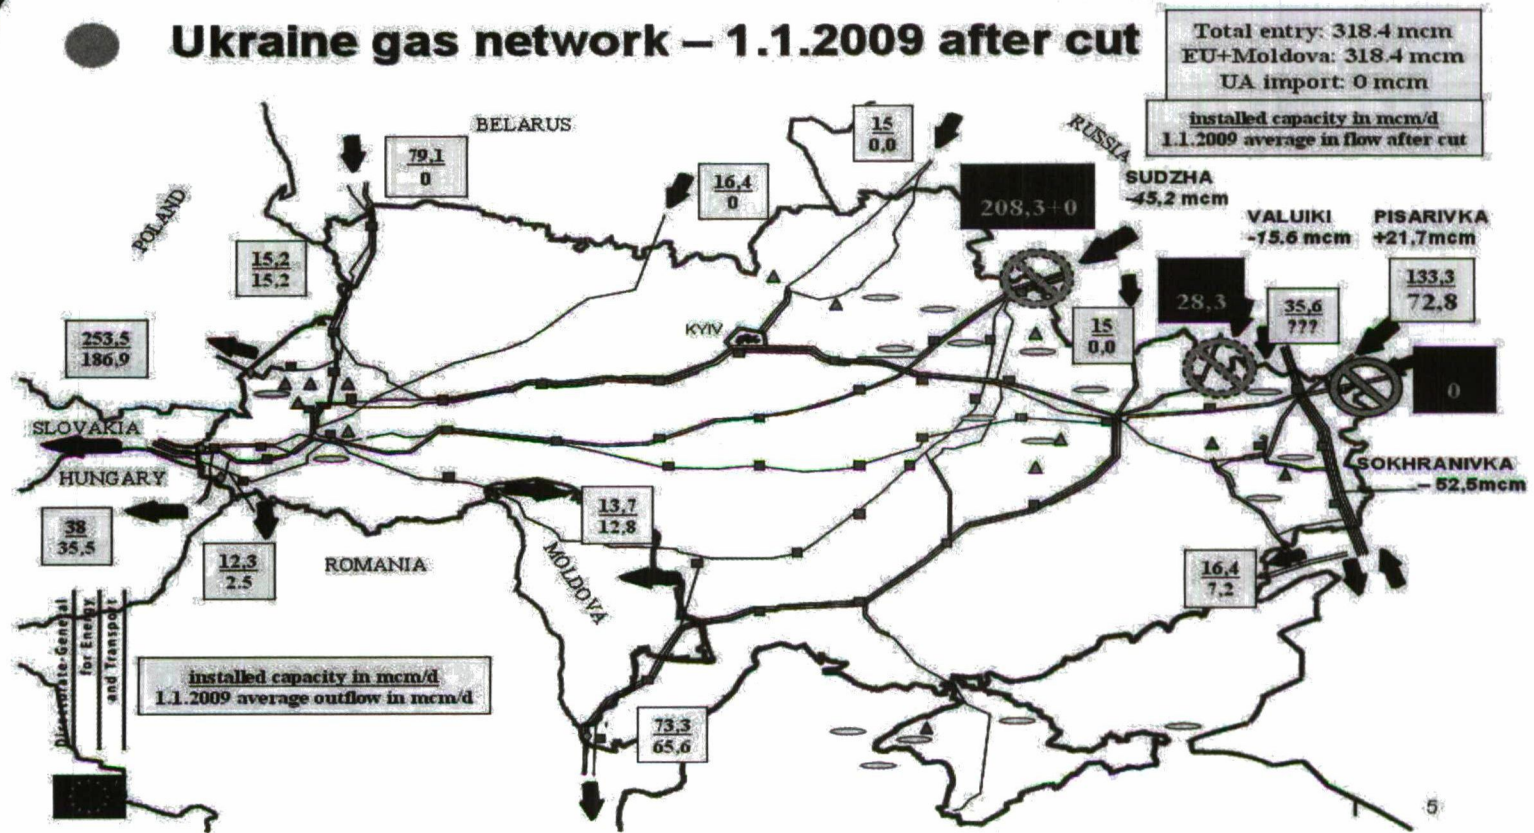 Ukraine gas network – 1.1.2009 after cut
Total entry: 318.4 mcm
EU+Moldova: 318.4 mcm
UA import: 0 mcm
installed capacity in mcm/d
1.1.2009 average in flow after cut
BELARUS
RUSSIA
POLAND
79,1
0
16,4
0
15
0,0
208,3+0
SUDZHA
-45,2 mcm
VALUIKI
-15.6 mcm
PISARIVKA
+21,7mcm
15,2
15,2
28,3
35,6
???
133,3
72,8
253,5
186,9
KYIV
15
0,0
0
SLOVAKIA
HUNGARY
SOKHRANIVKA
– 52,5mcm
38
35,5
12,3
2.5
ROMANIA
13,7
12,8
MOLDOVA
16,4
7,2
Directorate-General
for Energy
and Transport
installed capacity in mcm/d
1.1.2009 average outflow in mcm/d
73,3
65,6
5